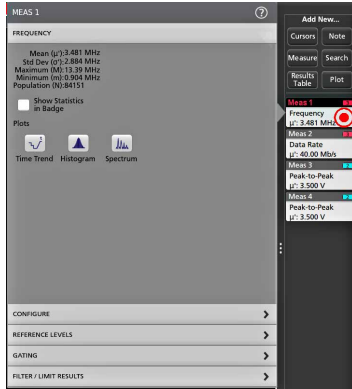 MEAS 1
?
FREQUENCY
Mean (μ'):3.481 MHz
Std Dev (σ'):2.884 MHz
Maximum (M):13.39 MHz
Minimum (m):0.904 MHz
Population (N):84151
Show Statistics
in Badge
Plots
Time Trend Histogram Spectrum
CONFIGURE
REFERENCE LEVELS
GATING
FILTER / LIMIT RESULTS
Add New...
Cursors Note
Measure Search
Results
Table
Plot
Meas 1
Frequency
μ': 3.481 MHz
Meas 2
Data Rate
μ': 40.00 Mb/s
Meas 3
Peak-to-Peak
μ': 3.500 V
Meas 4
Peak-to-Peak
μ': 3.500 V